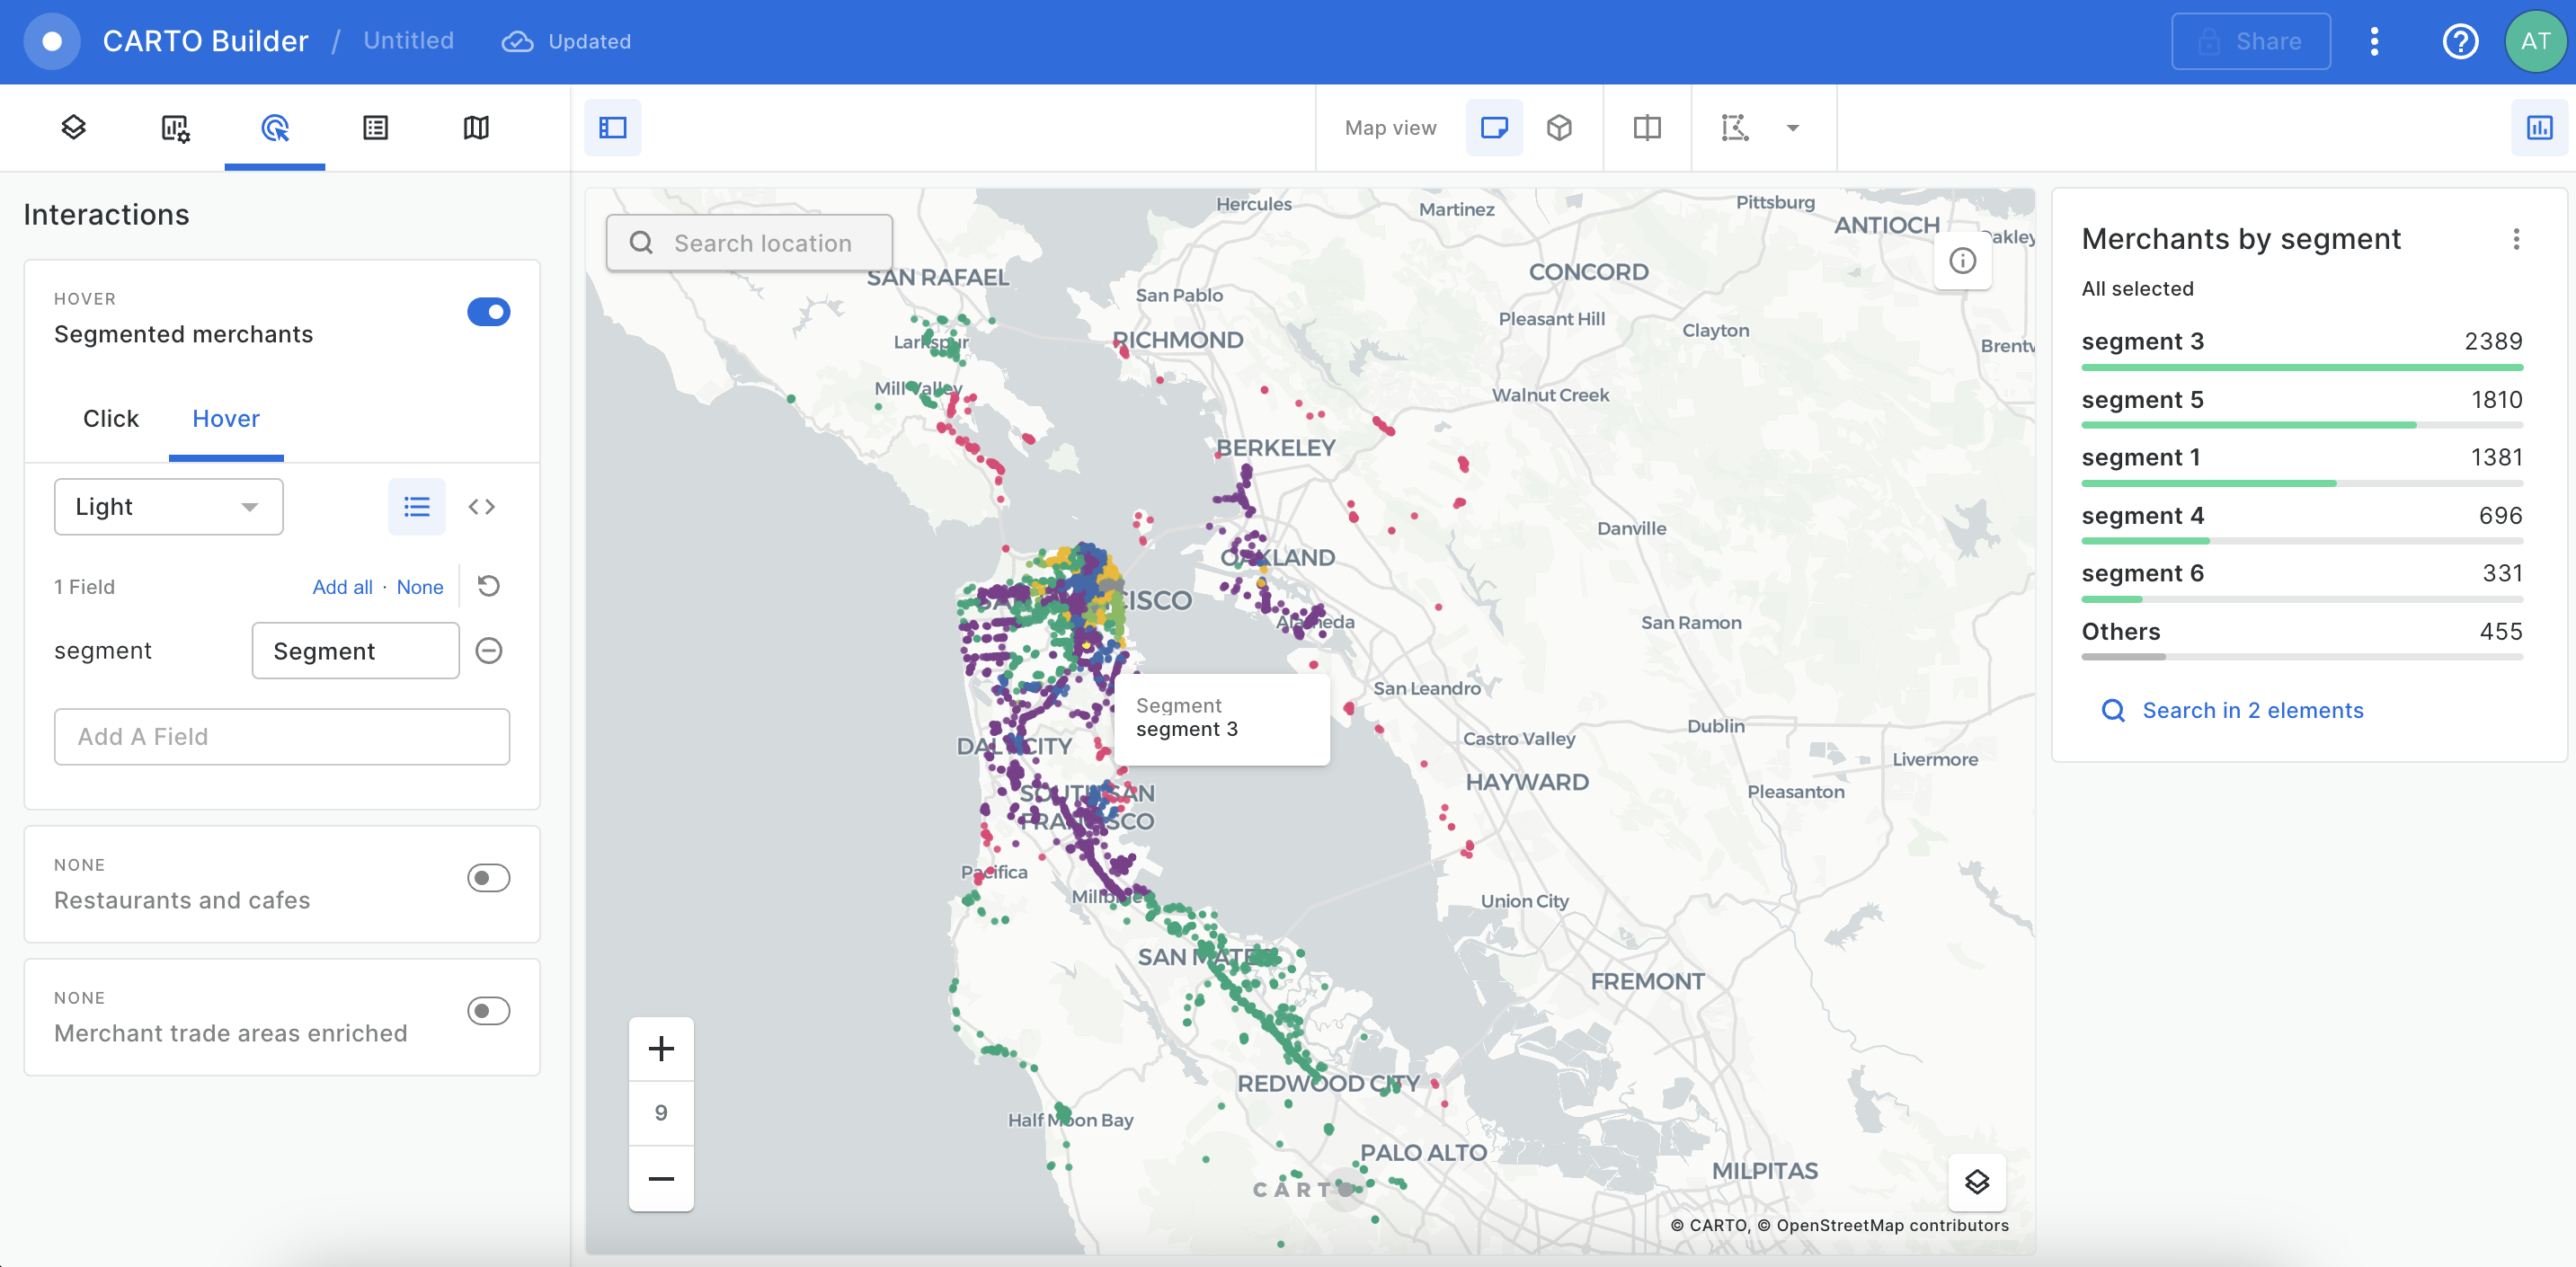 CARTO Builder / Untitled Updated
Share
AT
Map view
Interactions
HOVER
Segmented merchants
Click Hover
Light
1 Field Add all · None
segment Segment
Add A Field
NONE
Restaurants and cafes
NONE
Merchant trade areas enriched
Search location
Hercules
Martinez
Pittsburg
ANTIOCH
SAN RAFAEL
CONCORD
San Pablo
Pleasant Hill
Clayton
RICHMOND
Larkspur
Mill Valley
Walnut Creek
BERKELEY
Danville
OAKLAND
CISCO
Alameda
San Ramon
Segment
segment 3
San Leandro
Dublin
DALY CITY
Castro Valley
Livermore
HAYWARD
Pleasanton
SOUTH SAN
FRANCISCO
Pacifica
Millbrae
Union City
SAN MATEO
FREMONT
REDWOOD CITY
Half Moon Bay
PALO ALTO
MILPITAS
CARTO
9
© CARTO, © OpenStreetMap contributors
Merchants by segment
All selected
segment 3 2389
segment 5 1810
segment 1 1381
segment 4 696
segment 6 331
Others 455
Search in 2 elements